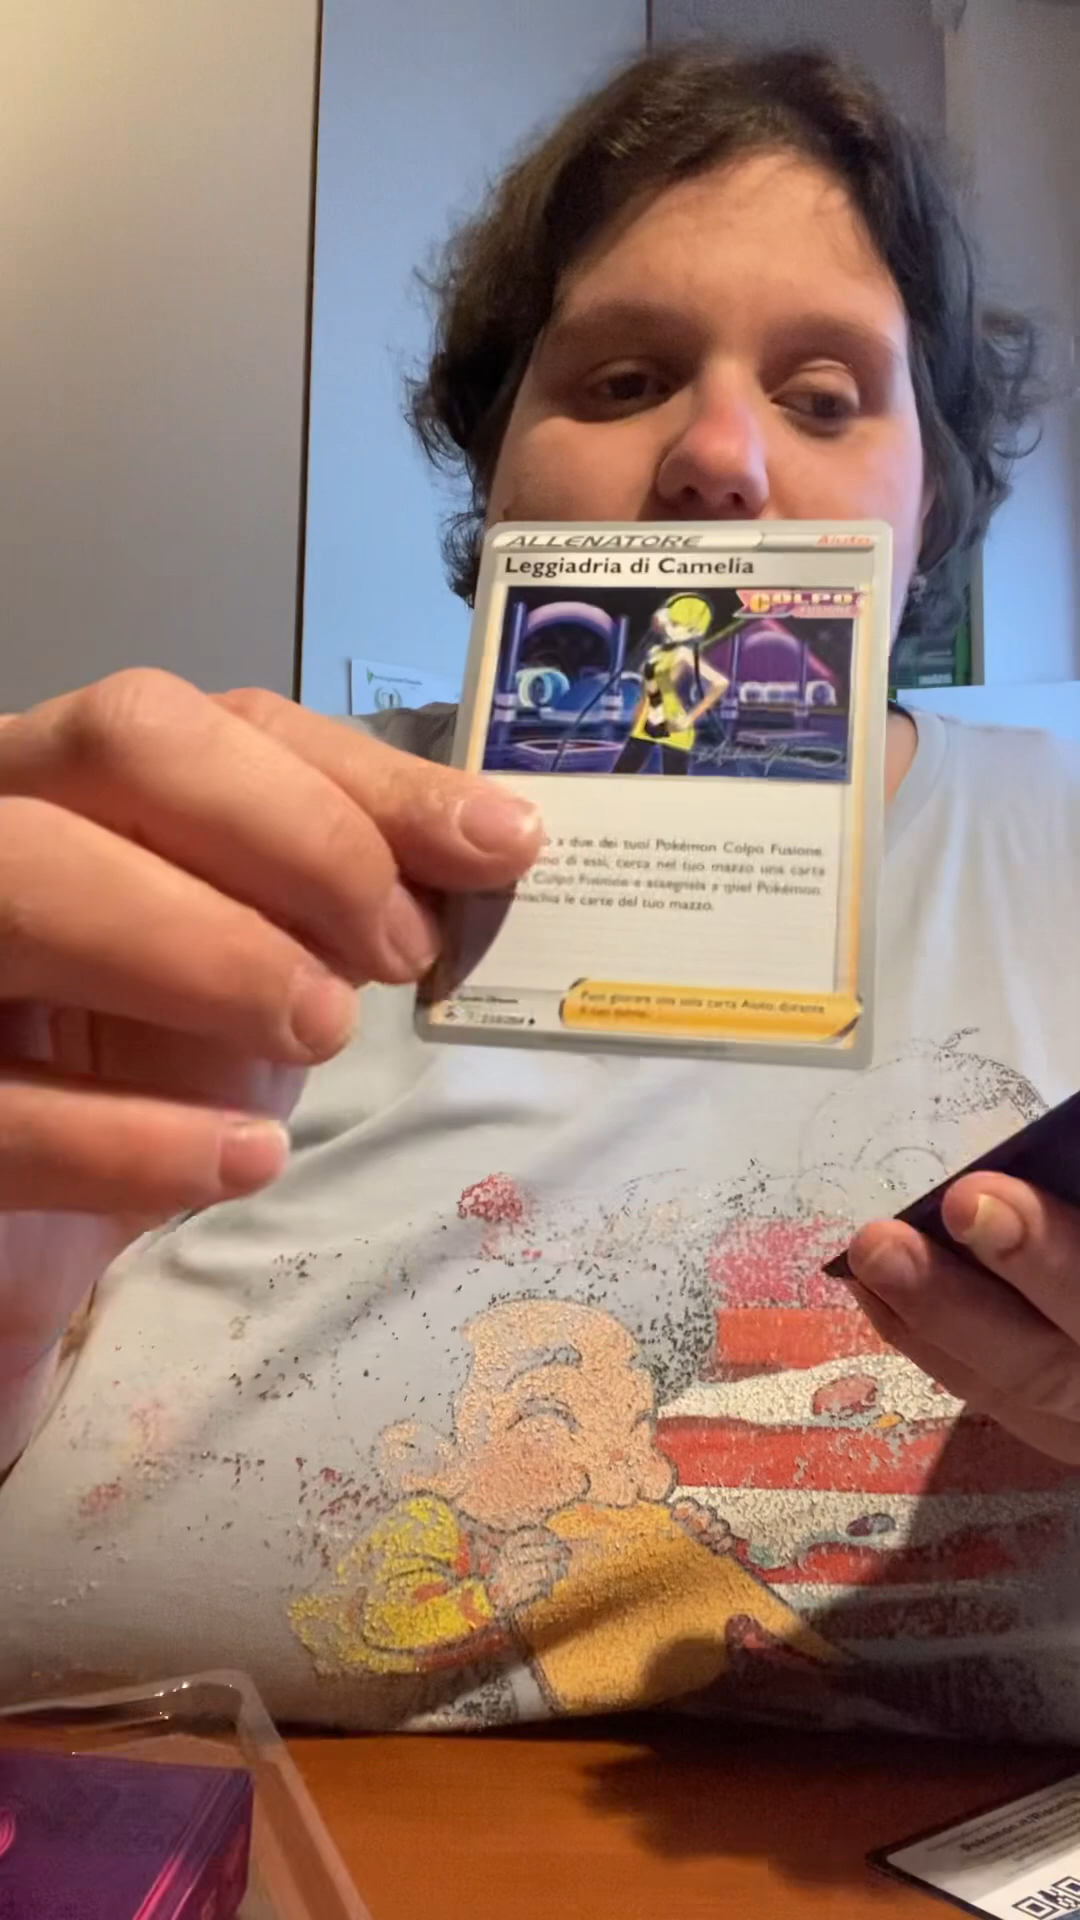 ALLENATORE
Aiuto
Leggiadria di Camelia
COLPO
FUSIONE
a due dei tuoi Pokémon Colpo Fusione.
di essi, cerca nel tuo mazzo una carta
Colpo Fusione e assegnala a quel Pokémon.
le carte del tuo mazzo.
Puoi giocare una sola carta Aiuto durante
il tuo turno.